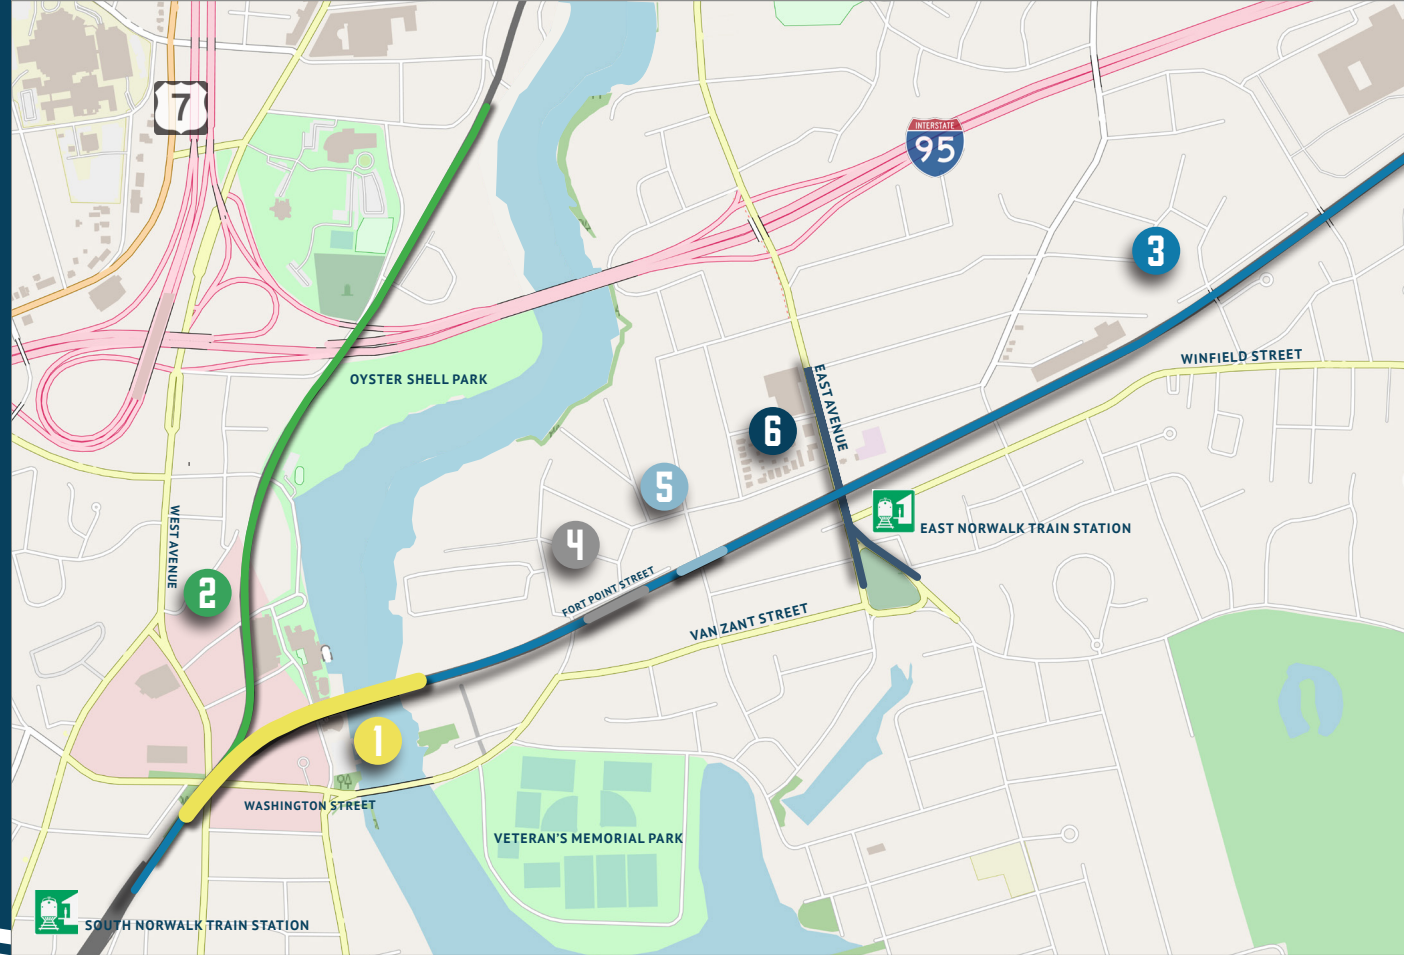 7
INTERSTATE
95
3
WINFIELD STREET
OYSTER SHELL PARK
EAST AVENUE
6
5
EAST NORWALK TRAIN STATION
WEST AVENUE
4
2
FORT POINT STREET
VAN ZANT STREET
1
WASHINGTON STREET
VETERAN'S MEMORIAL PARK
SOUTH NORWALK TRAIN STATION